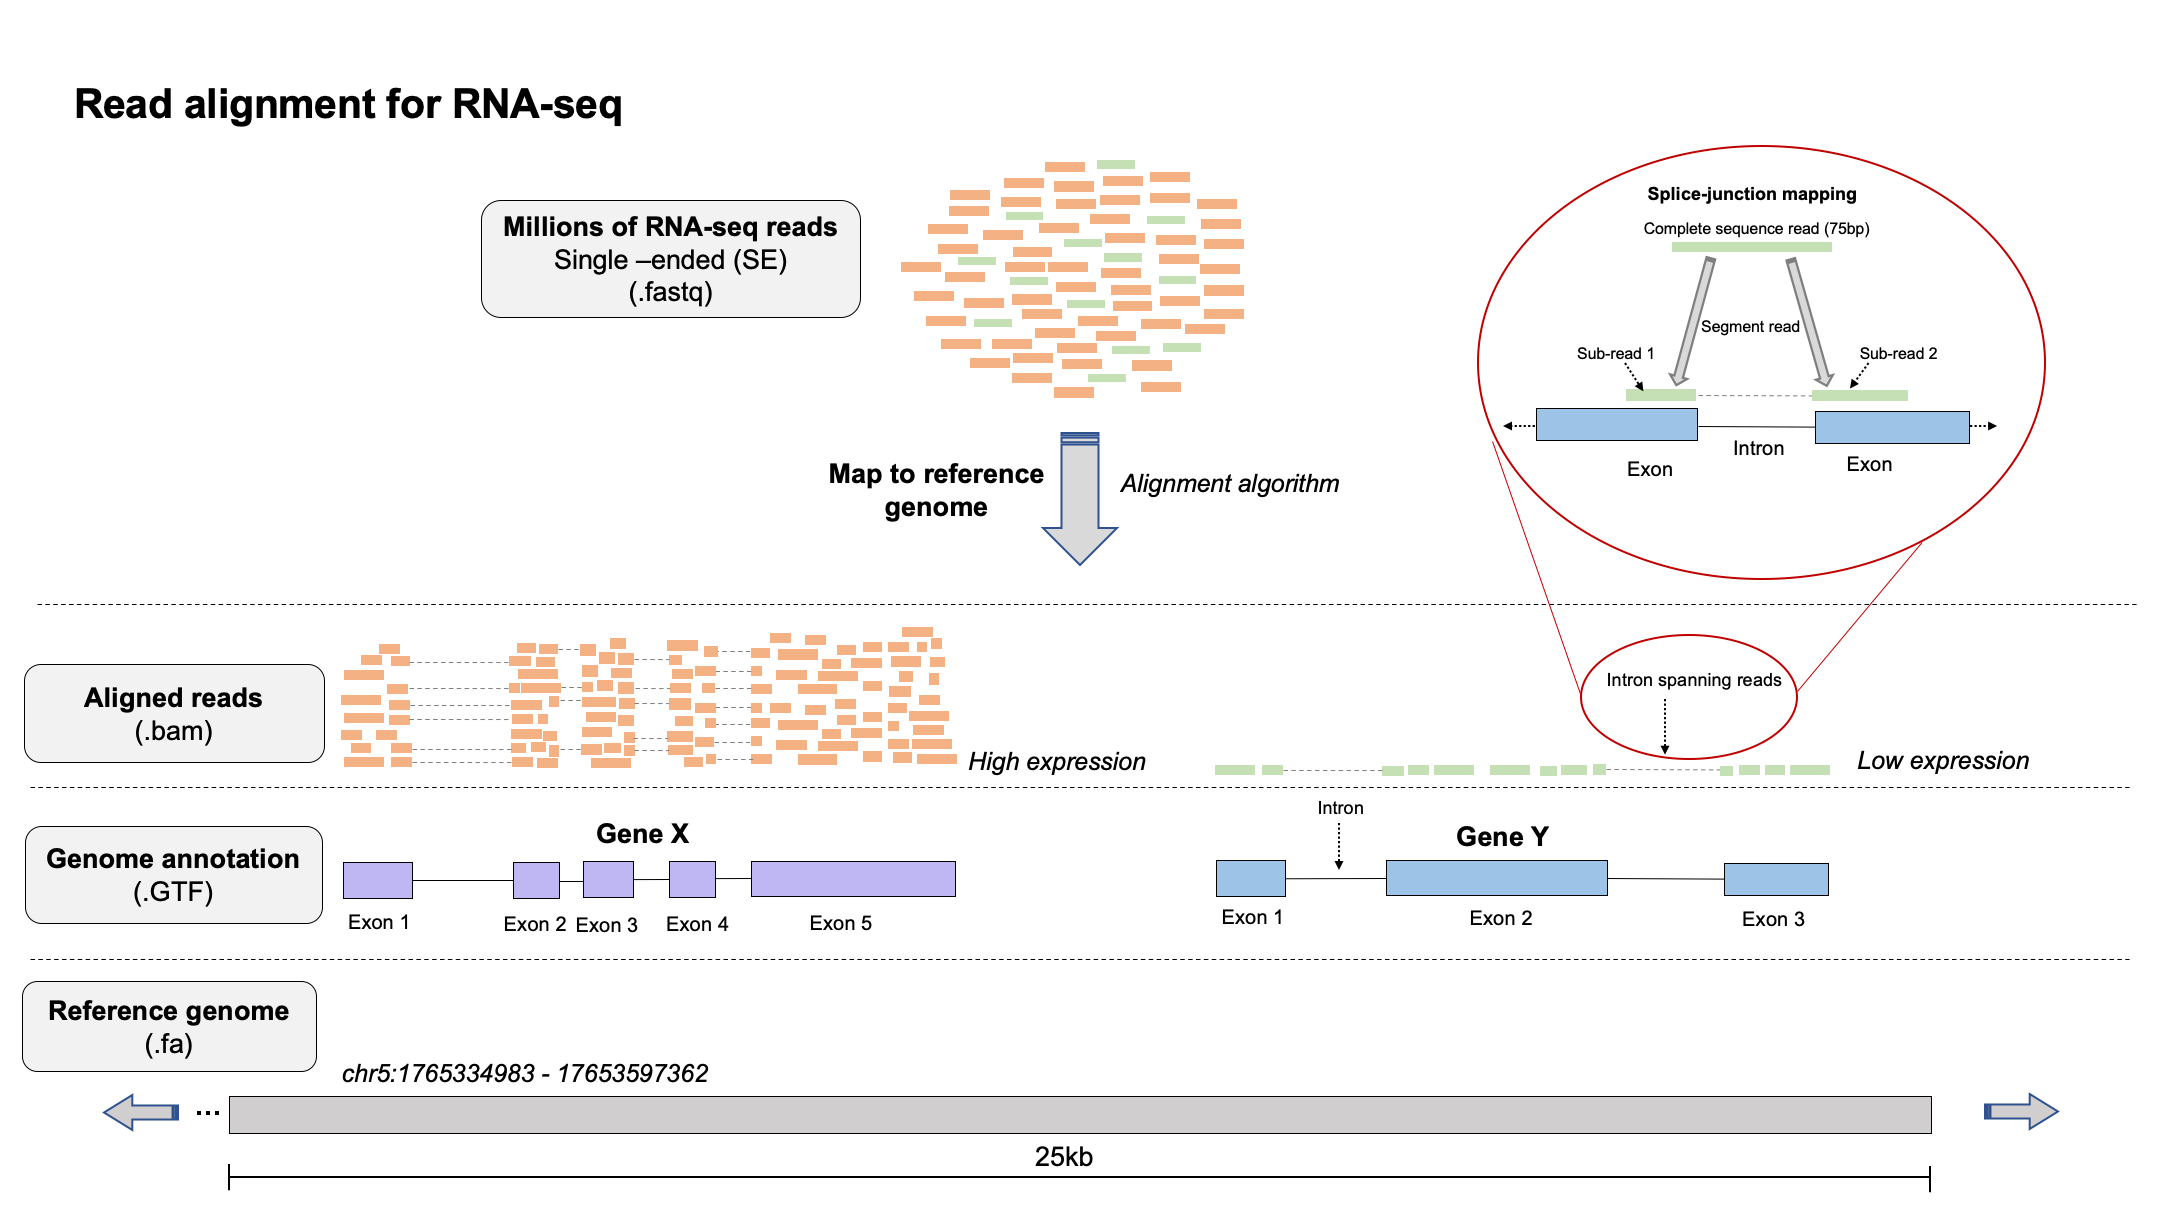 Read alignment for RNA-seq
Millions of RNA-seq reads
Single –ended (SE)
(.fastq)
Splice-junction mapping
Complete sequence read (75bp)
Segment read
Sub-read 1
Sub-read 2
Intron
Exon
Exon
Map to reference
genome
Alignment algorithm
Aligned reads
(.bam)
High expression
Intron spanning reads
Low expression
Genome annotation
(.GTF)
Gene X
Exon 1
Exon 2
Exon 3
Exon 4
Exon 5
Intron
Gene Y
Exon 1
Exon 2
Exon 3
Reference genome
(.fa)
chr5:1765334983 - 17653597362
...
25kb